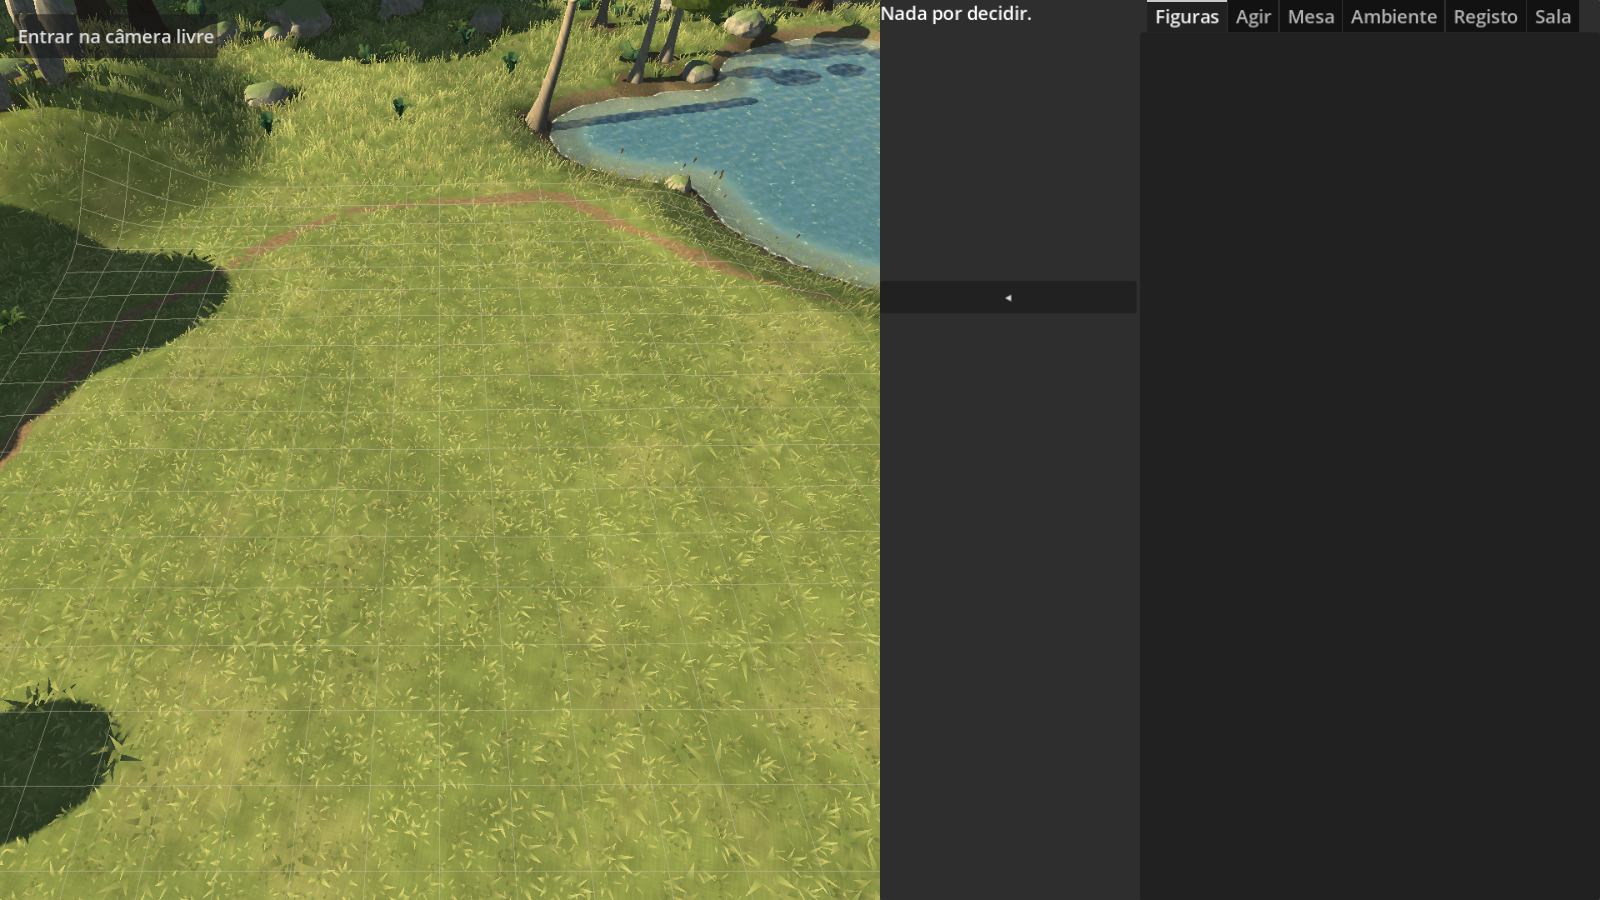 Entrar na câmera livre
Nada por decidir.
Figuras Agir Mesa Ambiente Registo Sala